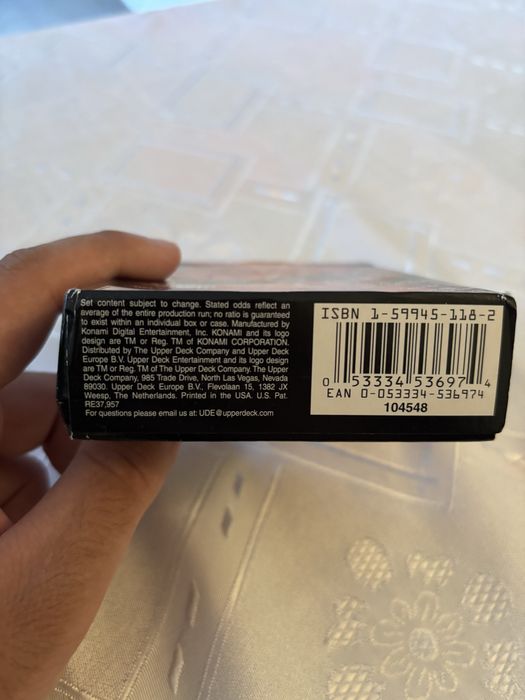 Set content subject to change. Stated odds reflect an
average of the entire production run; no ratio is guaranteed
to exist within an individual box or case. Manufactured by
Konami Digital Entertainment, Inc. KONAMI and its logo
design are TM or Reg. TM of KONAMI CORPORATION.
Distributed by The Upper Deck Company and Upper Deck
Europe B.V. Upper Deck Entertainment and its logo design
are TM or Reg. TM of The Upper Deck Company. The Upper
Deck Company, 985 Trade Drive, North Las Vegas, Nevada
89030. Upper Deck Europe B.V., Flevolaan 15, 1382 JX
Weesp, The Netherlands. Printed in the USA. U.S. Pat.
RE37,957
For questions please email us at: UDE@upperdeck.com
ISBN 1-59945-118-2
0 53334 53697 4
EAN 0-053334-536974
104548